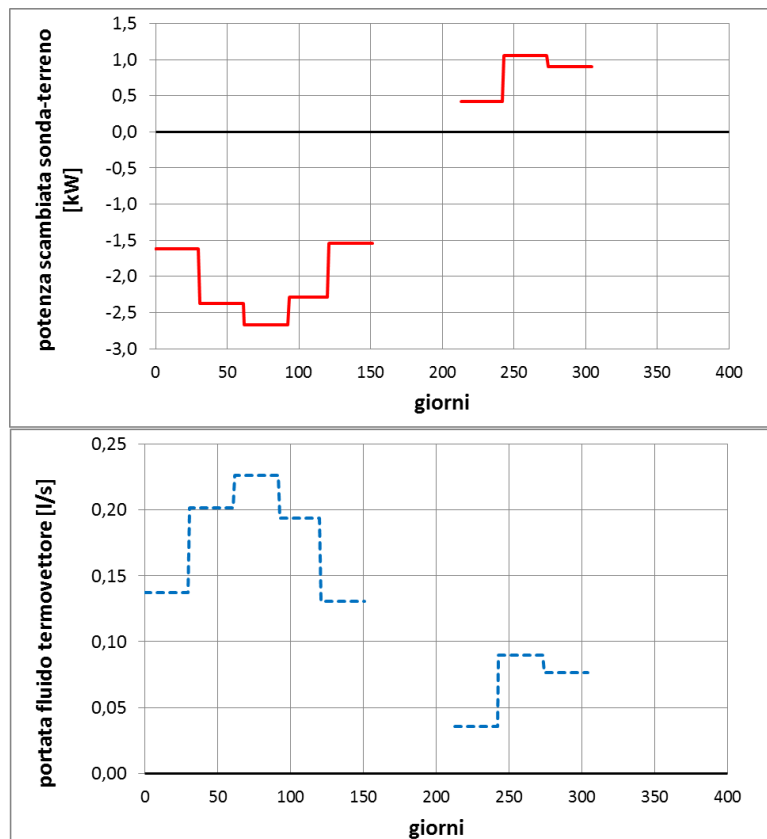 potenza scambiata sonda-terreno
[kW]
1,5
1,0
0,5
0,0
-0,5
-1,0
-1,5
-2,0
-2,5
-3,0
0 50 100 150 200 250 300 350 400
giorni
portata fluido termovettore [l/s]
0,25
0,20
0,15
0,10
0,05
0,00
0 50 100 150 200 250 300 350 400
giorni